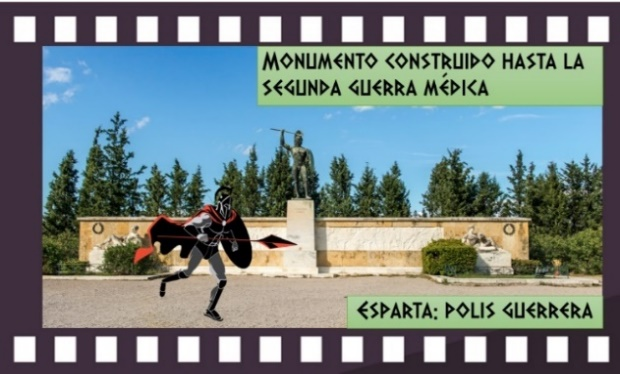 MONUMENTO CONSTRUIDO HASTA LA
SEGUNDA GUERRA MÉDICA
ESPARTA: POLIS GUERRERA